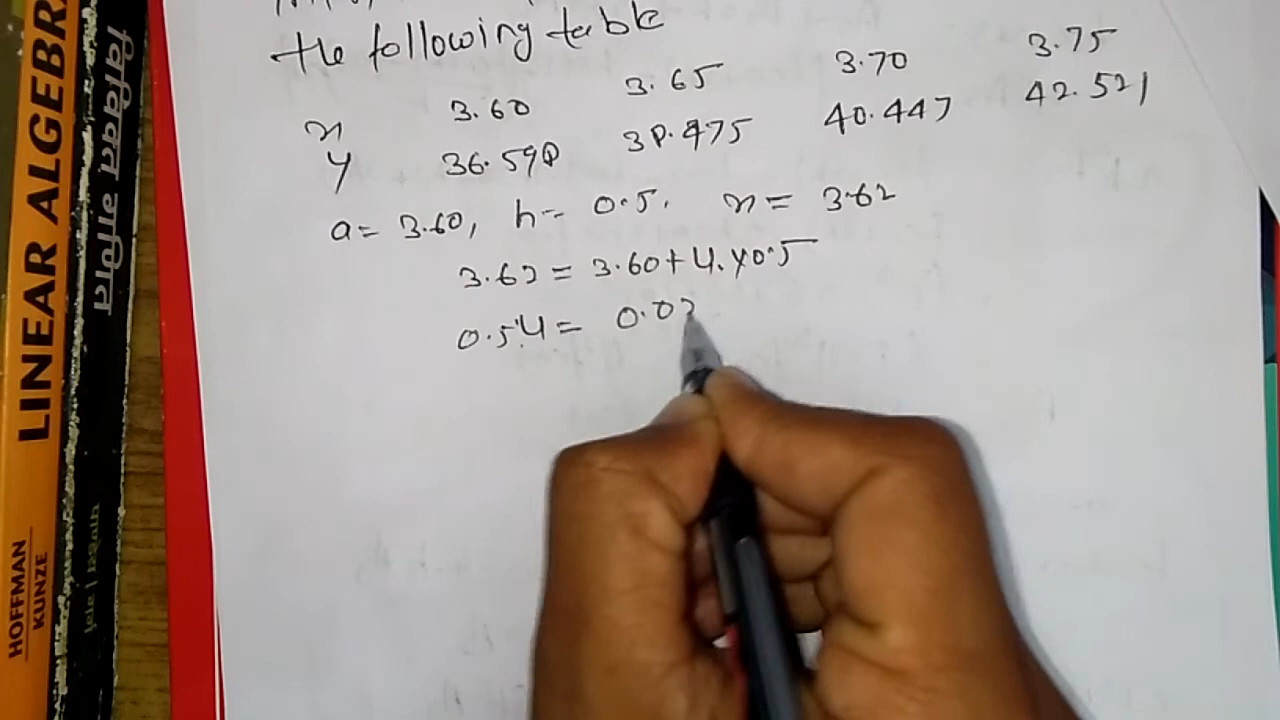 LINEAR ALGEBRA
HOFFMAN
KUNZE
the following table
x 3.60 3.65 3.70 3.75
y 36.598 38.475 40.447 42.521
a= 3.60, h= 0.5. x = 3.62
3.62 = 3.60+ u.x0.5
0.5u = 0.02